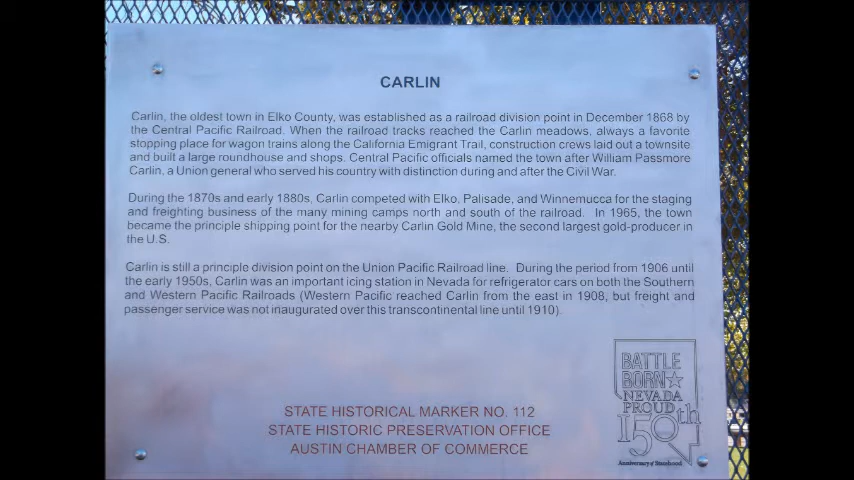 CARLIN
Carlin, the oldest town in Elko County, was established as a railroad division point in December 1868 by
the Central Pacific Railroad. When the railroad tracks reached the Carlin meadows, always a favorite
stopping place for wagon trains along the California Emigrant Trail, construction crews laid out a townsite
and built a large roundhouse and shops. Central Pacific officials named the town after William Passmore
Carlin, a Union general who served his country with distinction during and after the Civil War.
During the 1870s and early 1880s, Carlin competed with Elko, Palisade, and Winnemucca for the staging
and freighting business of the many mining camps north and south of the railroad. In 1965, the town
became the principle shipping point for the nearby Carlin Gold Mine, the second largest gold-producer in
the U.S.
Carlin is still a principle division point on the Union Pacific Railroad line. During the period from 1906 until
the early 1950s, Carlin was an important icing station in Nevada for refrigerator cars on both the Southern
and Western Pacific Railroads (Western Pacific reached Carlin from the east in 1908, but freight and
passenger service was not inaugurated over this transcontinental line until 1910).
STATE HISTORICAL MARKER NO. 112
STATE HISTORIC PRESERVATION OFFICE
AUSTIN CHAMBER OF COMMERCE
BATTLE
BORN
NEVADA
PROUD
150th
Anniversary of Statehood